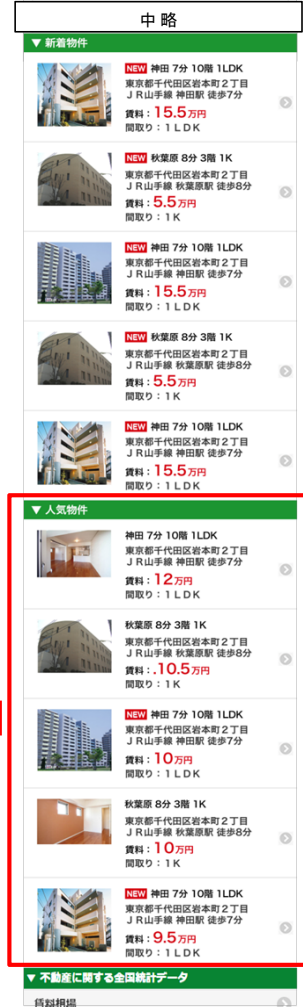 中略
▼ 新着物件
NEW 神田 7分 10階 1LDK
東京都千代田区岩本町2丁目
JR山手線 神田駅 徒歩7分
賃料：15.5万円
間取り：1LDK
NEW 秋葉原 8分 3階 1K
東京都千代田区岩本町2丁目
JR山手線 秋葉原駅 徒歩8分
賃料：5.5万円
間取り：1K
NEW 神田 7分 10階 1LDK
東京都千代田区岩本町2丁目
JR山手線 神田駅 徒歩7分
賃料：15.5万円
間取り：1LDK
NEW 秋葉原 8分 3階 1K
東京都千代田区岩本町2丁目
JR山手線 秋葉原駅 徒歩8分
賃料：5.5万円
間取り：1K
NEW 神田 7分 10階 1LDK
東京都千代田区岩本町2丁目
JR山手線 神田駅 徒歩7分
賃料：15.5万円
間取り：1LDK
▼ 人気物件
神田 7分 10階 1LDK
東京都千代田区岩本町2丁目
JR山手線 神田駅 徒歩7分
賃料：12万円
間取り：1LDK
秋葉原 8分 3階 1K
東京都千代田区岩本町2丁目
JR山手線 秋葉原駅 徒歩8分
賃料：.10.5万円
間取り：1K
NEW 神田 7分 10階 1LDK
東京都千代田区岩本町2丁目
JR山手線 神田駅 徒歩7分
賃料：10万円
間取り：1LDK
秋葉原 8分 3階 1K
東京都千代田区岩本町2丁目
JR山手線 秋葉原駅 徒歩8分
賃料：10万円
間取り：1K
NEW 神田 7分 10階 1LDK
東京都千代田区岩本町2丁目
JR山手線 神田駅 徒歩7分
賃料：9.5万円
間取り：1LDK
▼ 不動産に関する全国統計データ
賃料相場